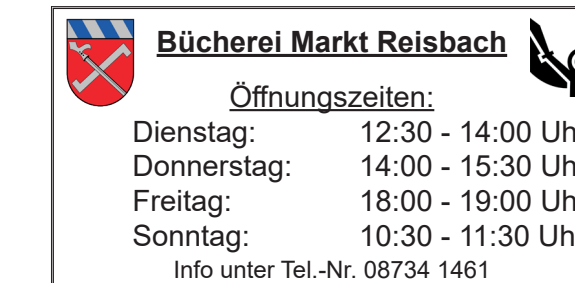 Bücherei Markt Reisbach
Öffnungszeiten:
Dienstag: 12:30 - 14:00 Uh
Donnerstag: 14:00 - 15:30 Uh
Freitag: 18:00 - 19:00 Uh
Sonntag: 10:30 - 11:30 Uh
Info unter Tel.-Nr. 08734 1461